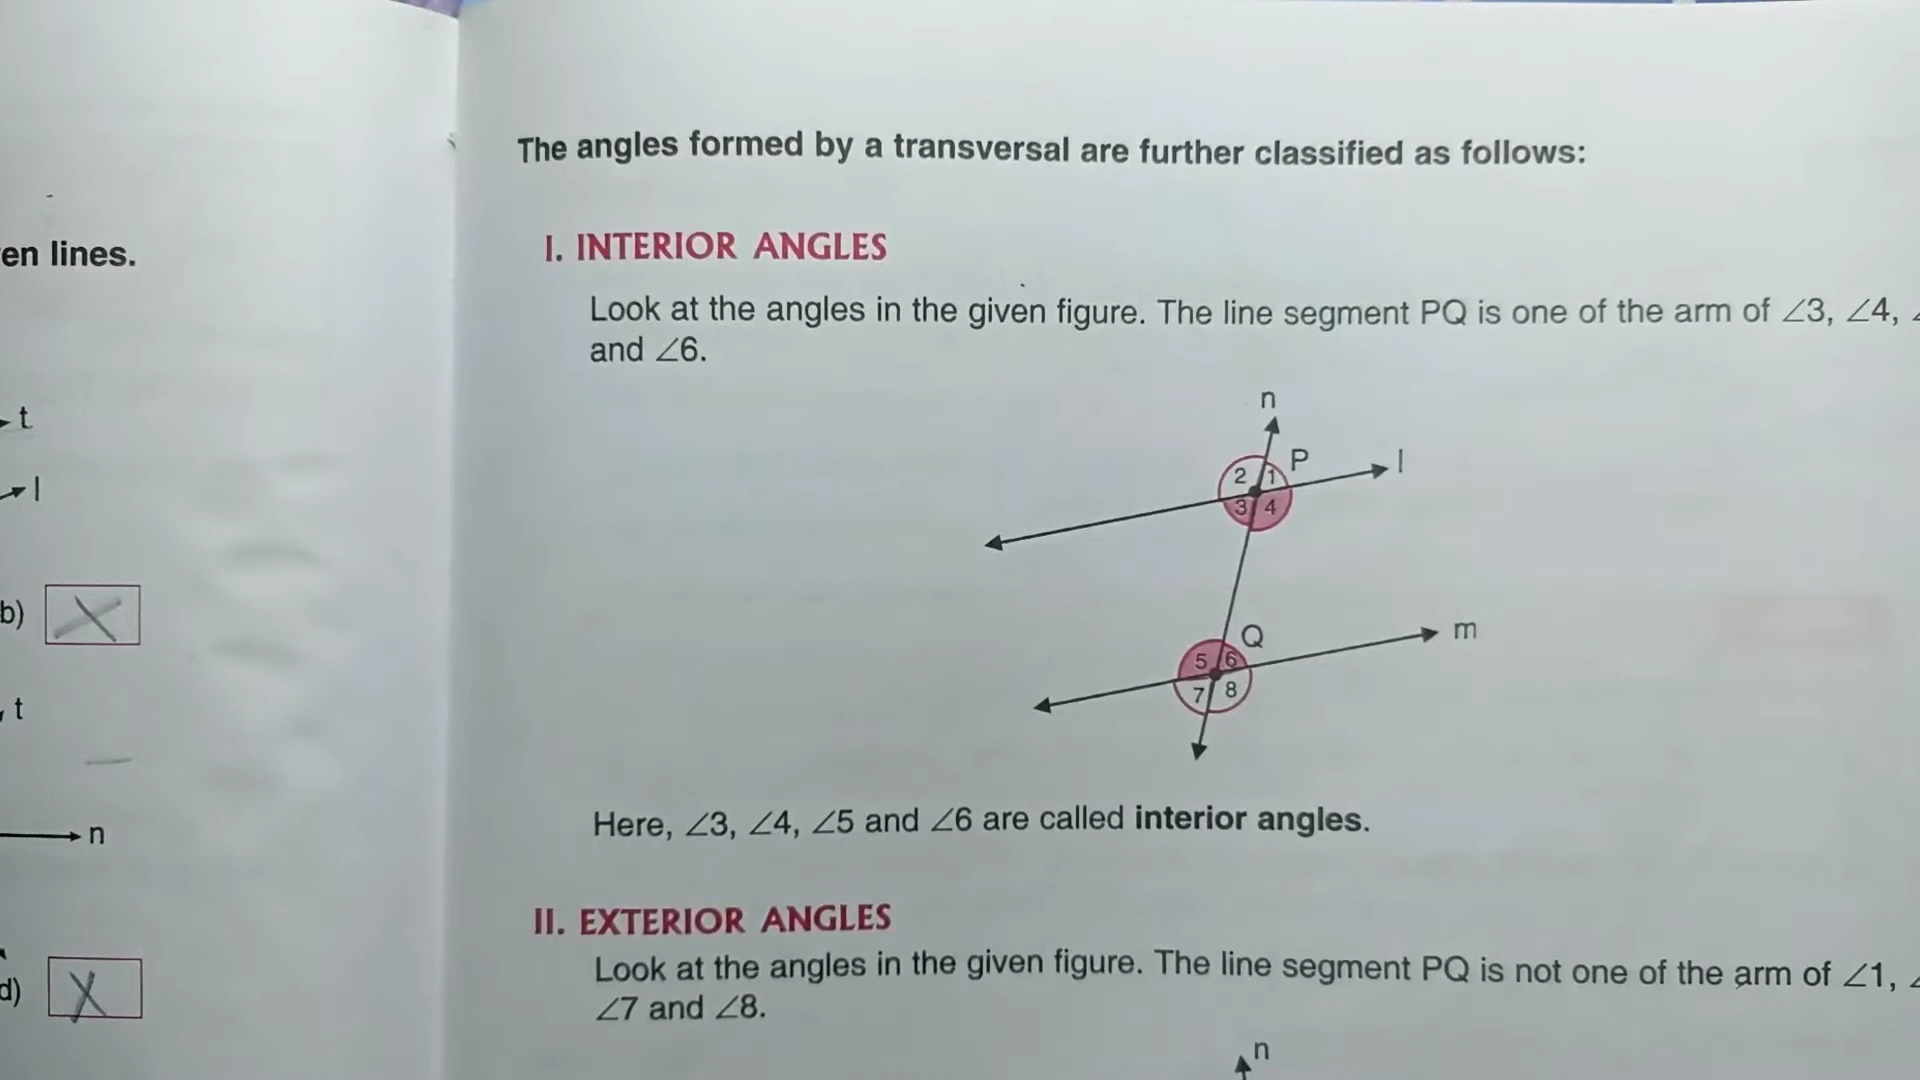 en lines.
t
l
b)
t
n
d)
The angles formed by a transversal are further classified as follows:
I. INTERIOR ANGLES
Look at the angles in the given figure. The line segment PQ is one of the arm of ∠3, ∠4,
and ∠6.
n
P
l
2 1
3 4
Q
m
5 6
7 8
Here, ∠3, ∠4, ∠5 and ∠6 are called interior angles.
II. EXTERIOR ANGLES
Look at the angles in the given figure. The line segment PQ is not one of the arm of ∠1,
∠7 and ∠8.
n